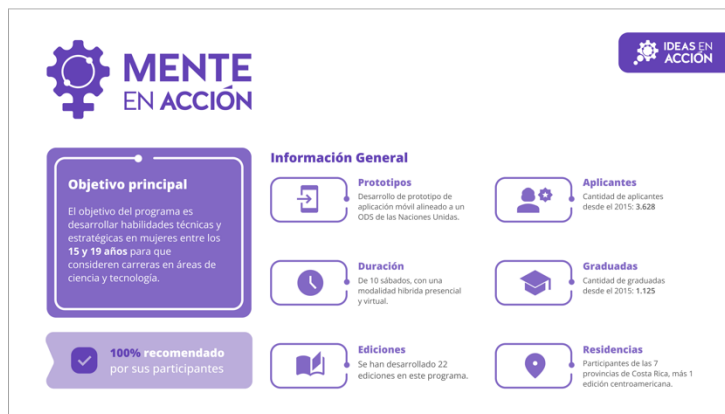 MENTE
EN ACCIÓN
IDEAS EN
ACCIÓN
Objetivo principal
El objetivo del programa es
desarrollar habilidades técnicas y
estratégicas en mujeres entre los
15 y 19 años para que
consideren carreras en áreas de
ciencia y tecnología.
100% recomendado
por sus participantes
Información General
Prototipos
Desarrollo de prototipo de
aplicación móvil alineado a un
ODS de las Naciones Unidas.
Aplicantes
Cantidad de aplicantes
desde el 2015: 3.628
Duración
De 10 sábados, con una
modalidad híbrida presencial
y virtual.
Graduadas
Cantidad de graduadas
desde el 2015: 1.125
Ediciones
Se han desarrollado 22
ediciones en este programa.
Residencias
Participantes de las 7
provincias de Costa Rica, más 1
edición centroamericana.